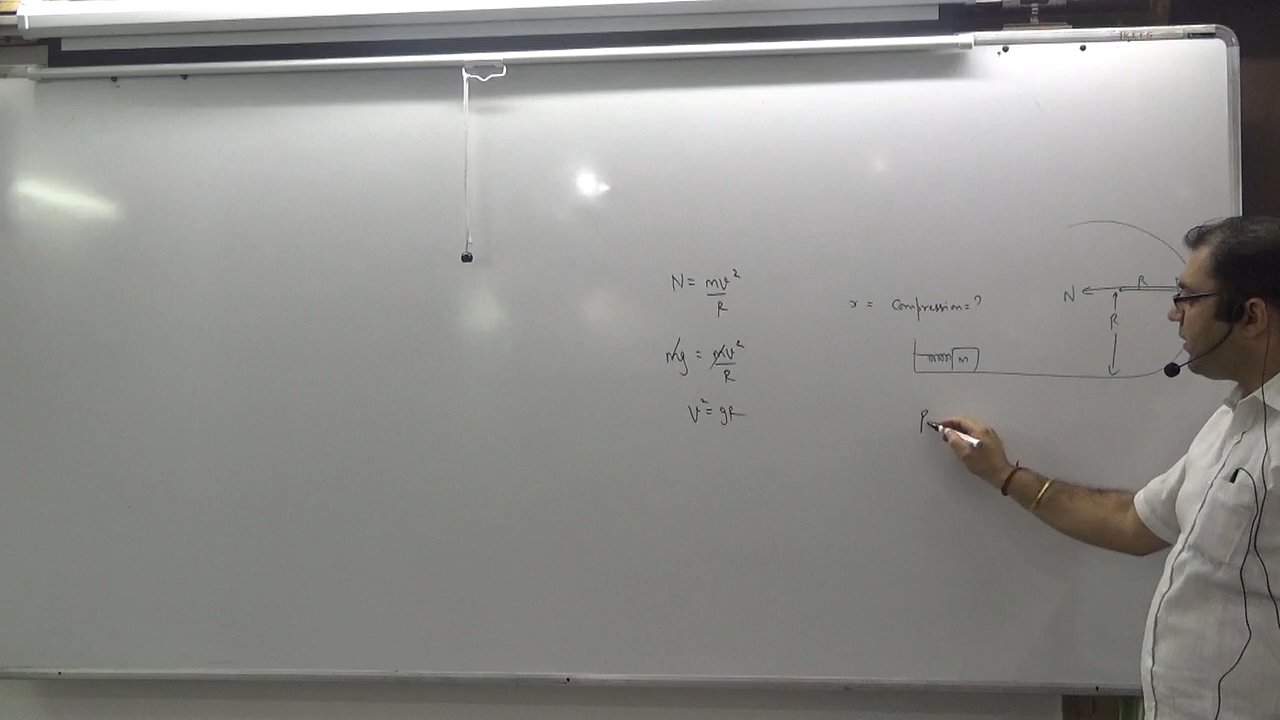 N = mv²/R
mg = mv²/R
v² = gR
x = Compression = ?
m
N
R
R
P